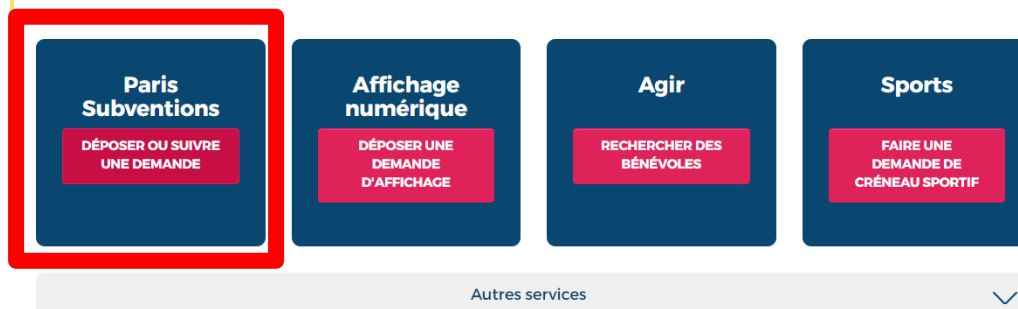 Paris
Subventions
DÉPOSER OU SUIVRE
UNE DEMANDE
Affichage
numérique
DÉPOSER UNE
DEMANDE
D'AFFICHAGE
Agir
RECHERCHER DES
BÉNÉVOLES
Sports
FAIRE UNE
DEMANDE DE
CRÉNEAU SPORTIF
Autres services